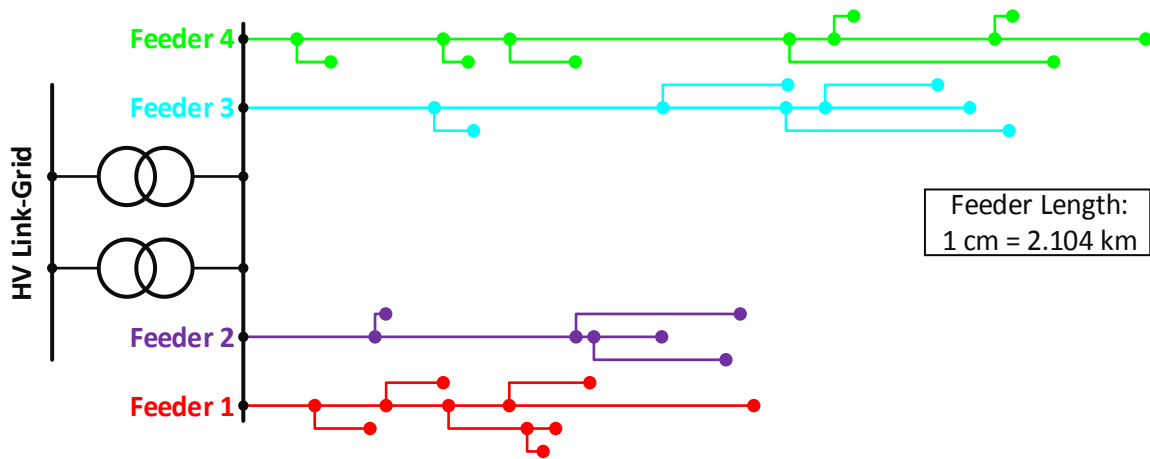 Feeder 4
Feeder 3
HV Link-Grid
Feeder Length:
1 cm = 2.104 km
Feeder 2
Feeder 1